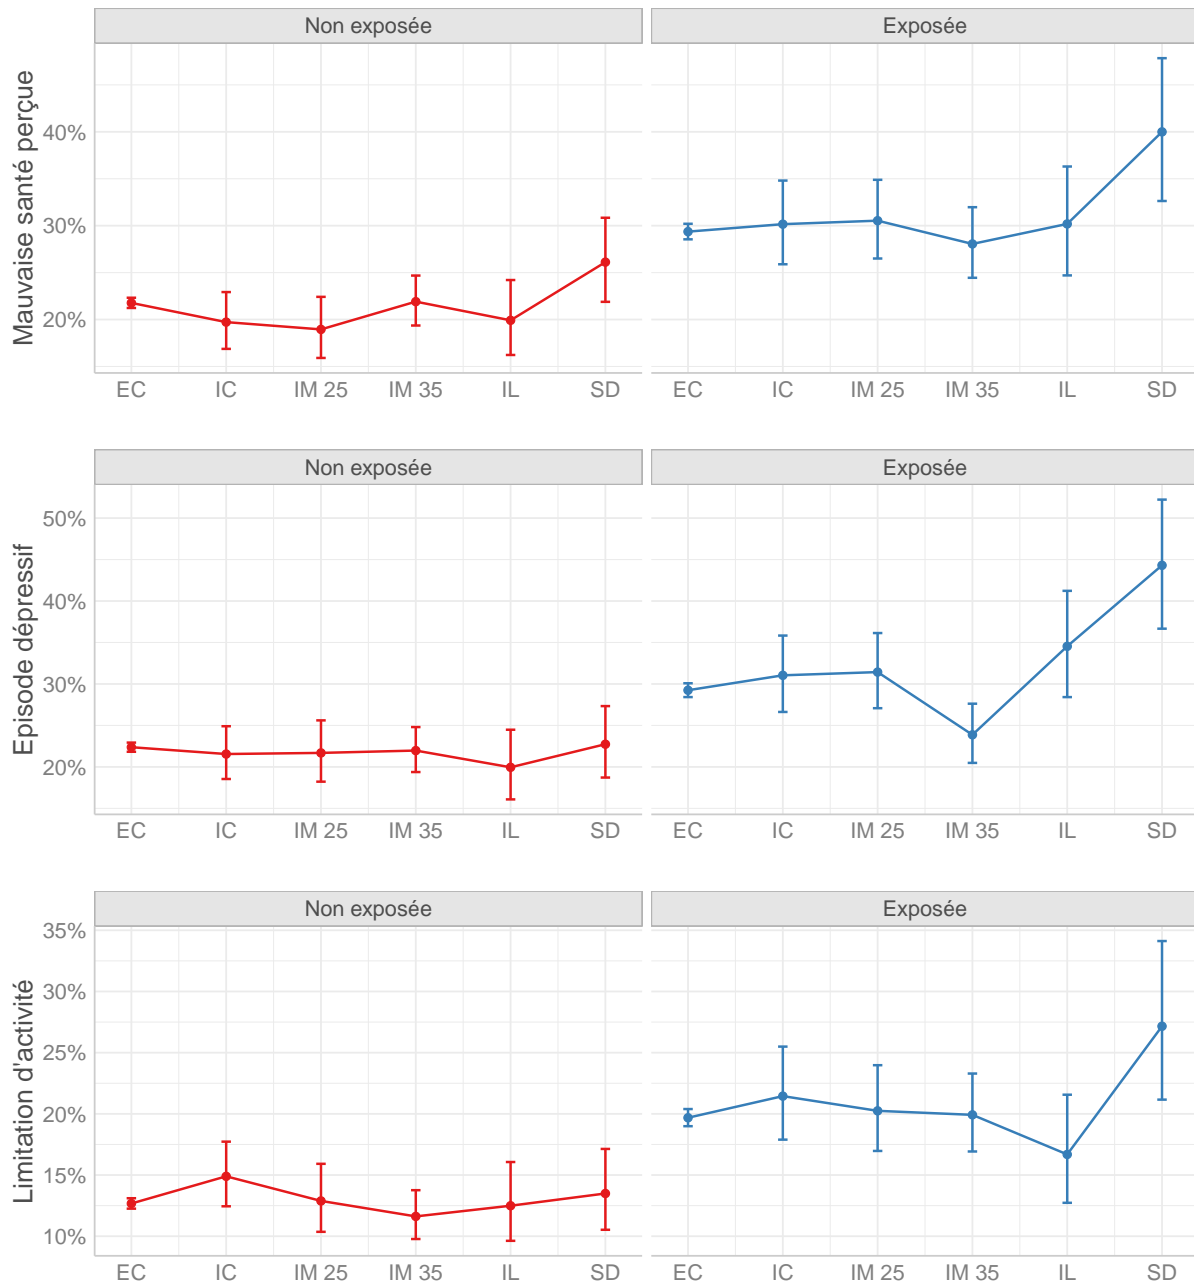 Non exposée
Exposée
Mauvaise santé perçue
40%
30%
20%
EC IC IM 25 IM 35 IL SD
EC IC IM 25 IM 35 IL SD
Non exposée
Exposée
Episode dépressif
50%
40%
30%
20%
EC IC IM 25 IM 35 IL SD
EC IC IM 25 IM 35 IL SD
Non exposée
Exposée
Limitation d'activité
35%
30%
25%
20%
15%
10%
EC IC IM 25 IM 35 IL SD
EC IC IM 25 IM 35 IL SD